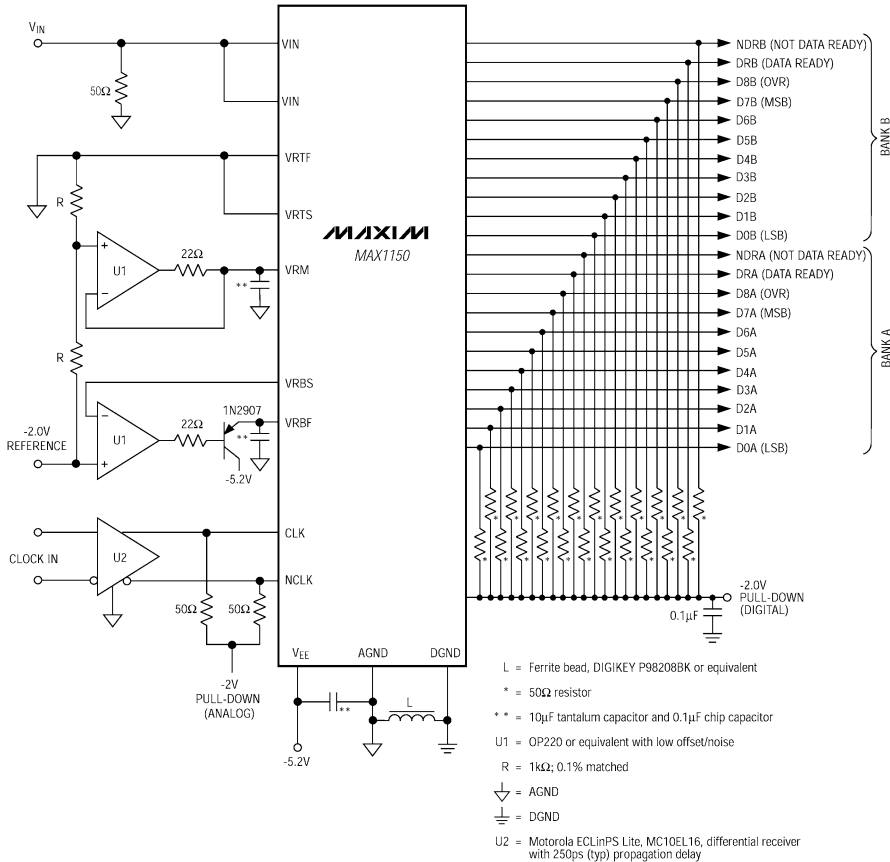 VIN
50Ω
VIN
VIN
VRTF
VRTS
R
U1
22Ω
**
VRM
R
VRBS
-2.0V
REFERENCE
U1
22Ω
1N2907
**
VRBF
-5.2V
CLOCK IN
U2
CLK
NCLK
50Ω
50Ω
-2V
PULL-DOWN
(ANALOG)
MAXIM
MAX1150
VEE
AGND
DGND
**
L
-5.2V
NDRB (NOT DATA READY)
DRB (DATA READY)
D8B (OVR)
D7B (MSB)
D6B
D5B
D4B
D3B
D2B
D1B
D0B (LSB)
BANK B
NDRA (NOT DATA READY)
DRA (DATA READY)
D8A (OVR)
D7A (MSB)
D6A
D5A
D4A
D3A
D2A
D1A
D0A (LSB)
BANK A
* * * * * * * * * * *
* * * * * * * * * * *
-2.0V
PULL-DOWN
(DIGITAL)
0.1µF
L = Ferrite bead, DIGIKEY P98208BK or equivalent
* = 50Ω resistor
* * = 10µF tantalum capacitor and 0.1µF chip capacitor
U1 = OP220 or equivalent with low offset/noise
R = 1kΩ; 0.1% matched
= AGND
= DGND
U2 = Motorola ECLinPS Lite, MC10EL16, differential receiver
with 250ps (typ) propagation delay